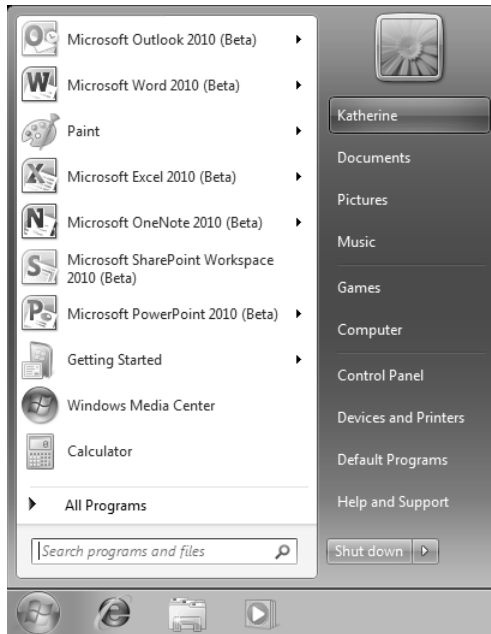 Microsoft Outlook 2010 (Beta)
Microsoft Word 2010 (Beta)
Paint
Microsoft Excel 2010 (Beta)
Microsoft OneNote 2010 (Beta)
Microsoft SharePoint Workspace
2010 (Beta)
Microsoft PowerPoint 2010 (Beta)
Getting Started
Windows Media Center
Calculator
All Programs
Search programs and files
Katherine
Documents
Pictures
Music
Games
Computer
Control Panel
Devices and Printers
Default Programs
Help and Support
Shut down